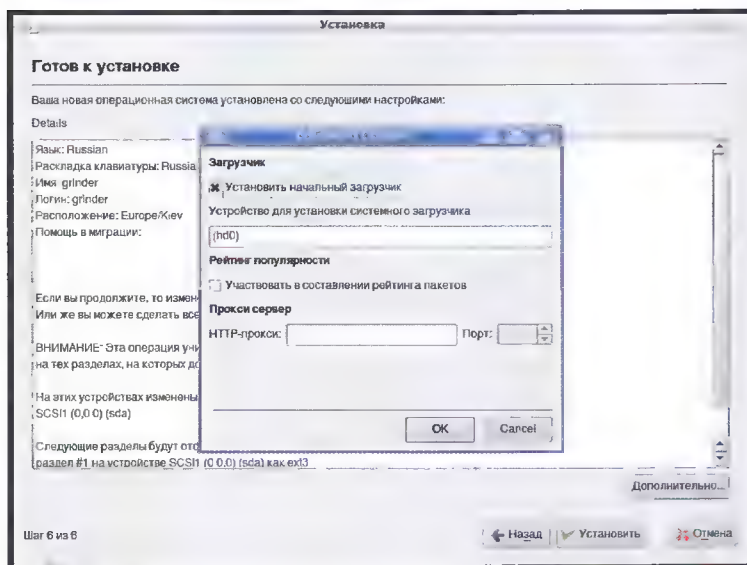 Установка
Готов к установке
Ваша новая операционная система установлена со следующими настройками:
Details
Язык: Russian
Раскладка клавиатуры: Russia
Имя grinder
Логин: grinder
Расположение: Europe/Kiev
Помощь в миграции:
Если вы продолжите, то измен
Или же вы можете сделать все
ВНИМАНИЕ: Эта операция уни
на тех разделах, на которых до
На этих устройствах изменены
SCSI1 (0,0 0) (sda)
Следующие разделы будут отф
раздел #1 на устройстве SCSI1 (0 0.0) (sda) как ext3
Загрузчик
Установить начальный загрузчик
Устройство для установки системного загрузчика
(hd0)
Рейтинг популярности
Участвовать в составлении рейтинга пакетов
Прокси сервер
HTTP-прокси:
Порт:
OK
Cancel
Дополнительно...
Шаг 6 из 6
Назад
Установить
Отмена